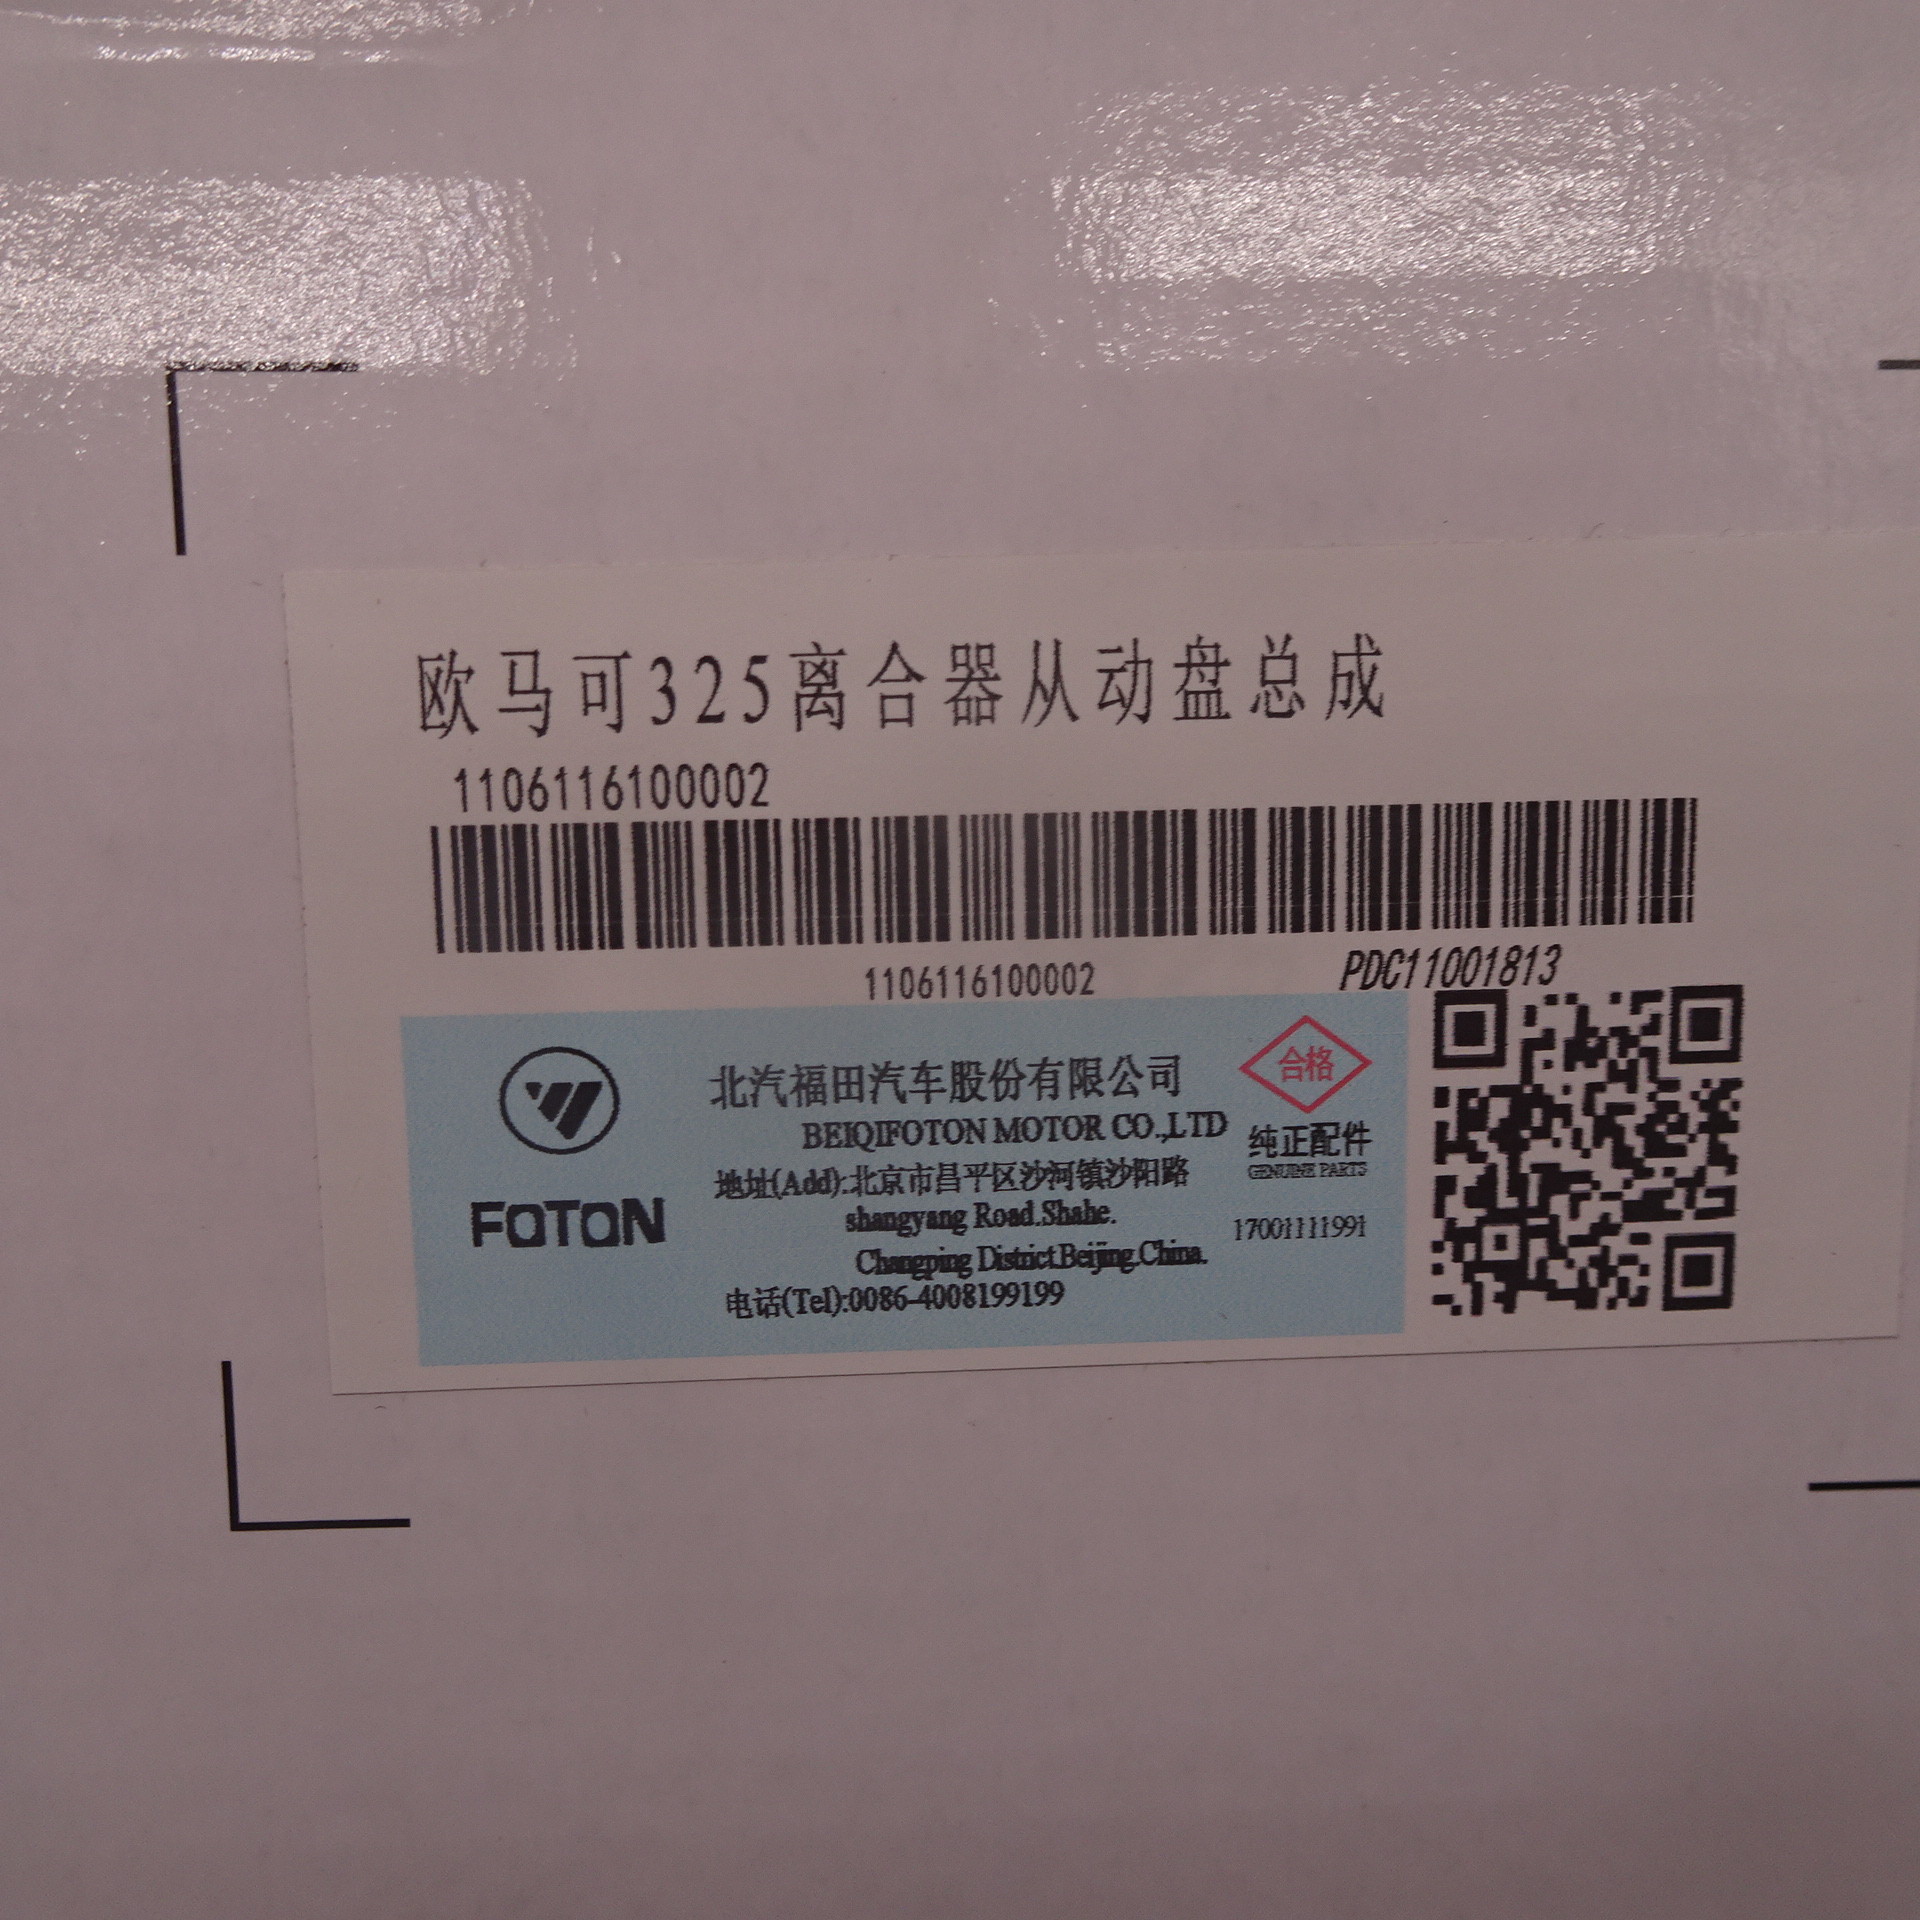 欧马可325离合器从动盘总成
1106116100002
1106116100002
PDC11001813
北汽福田汽车股份有限公司
BEIQIFOTON MOTOR CO.,LTD
地址(Add):北京市昌平区沙河镇沙阳路
shangyang Road.Shahe.
Changping District.Beijing.China.
电话(Tel):0086-4008199199
FOTON
合格
纯正配件
GENUINE PARTS
17001111991